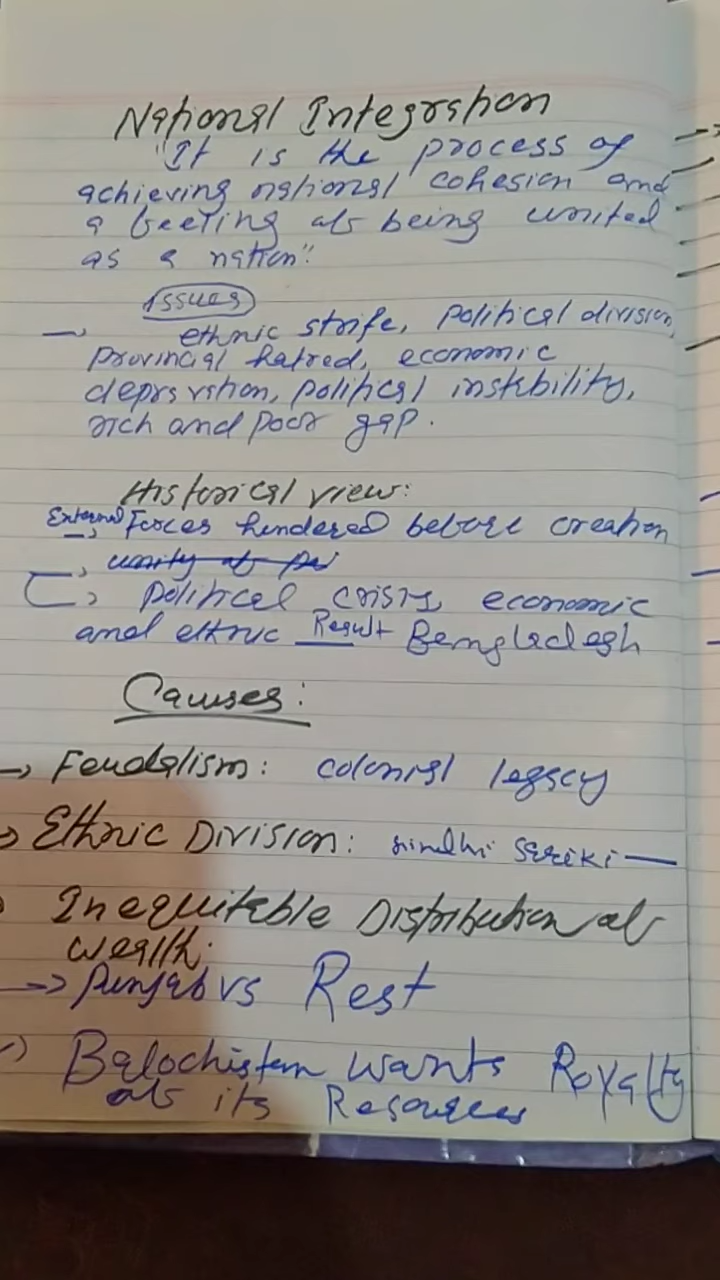 National Integration
"It is the process of
achieving national cohesion and
a feeling of being united
as a nation".
Issues
→ ethnic strife, political division,
provincial hatred, economic
deprivation, political instability,
rich and poor gap.
Historical view:
External Forces hindered before creation
→ unity of
→ political crisis, economic
and ethnic — Result Bangladesh
Causes:
→ Feudalism: colonial legacy
→ Ethnic Division: sindhi Sariki —
Inequitable Distribution of
wealth.
→ Punjab vs Rest
Balochistan wants Royalty
of its Resources